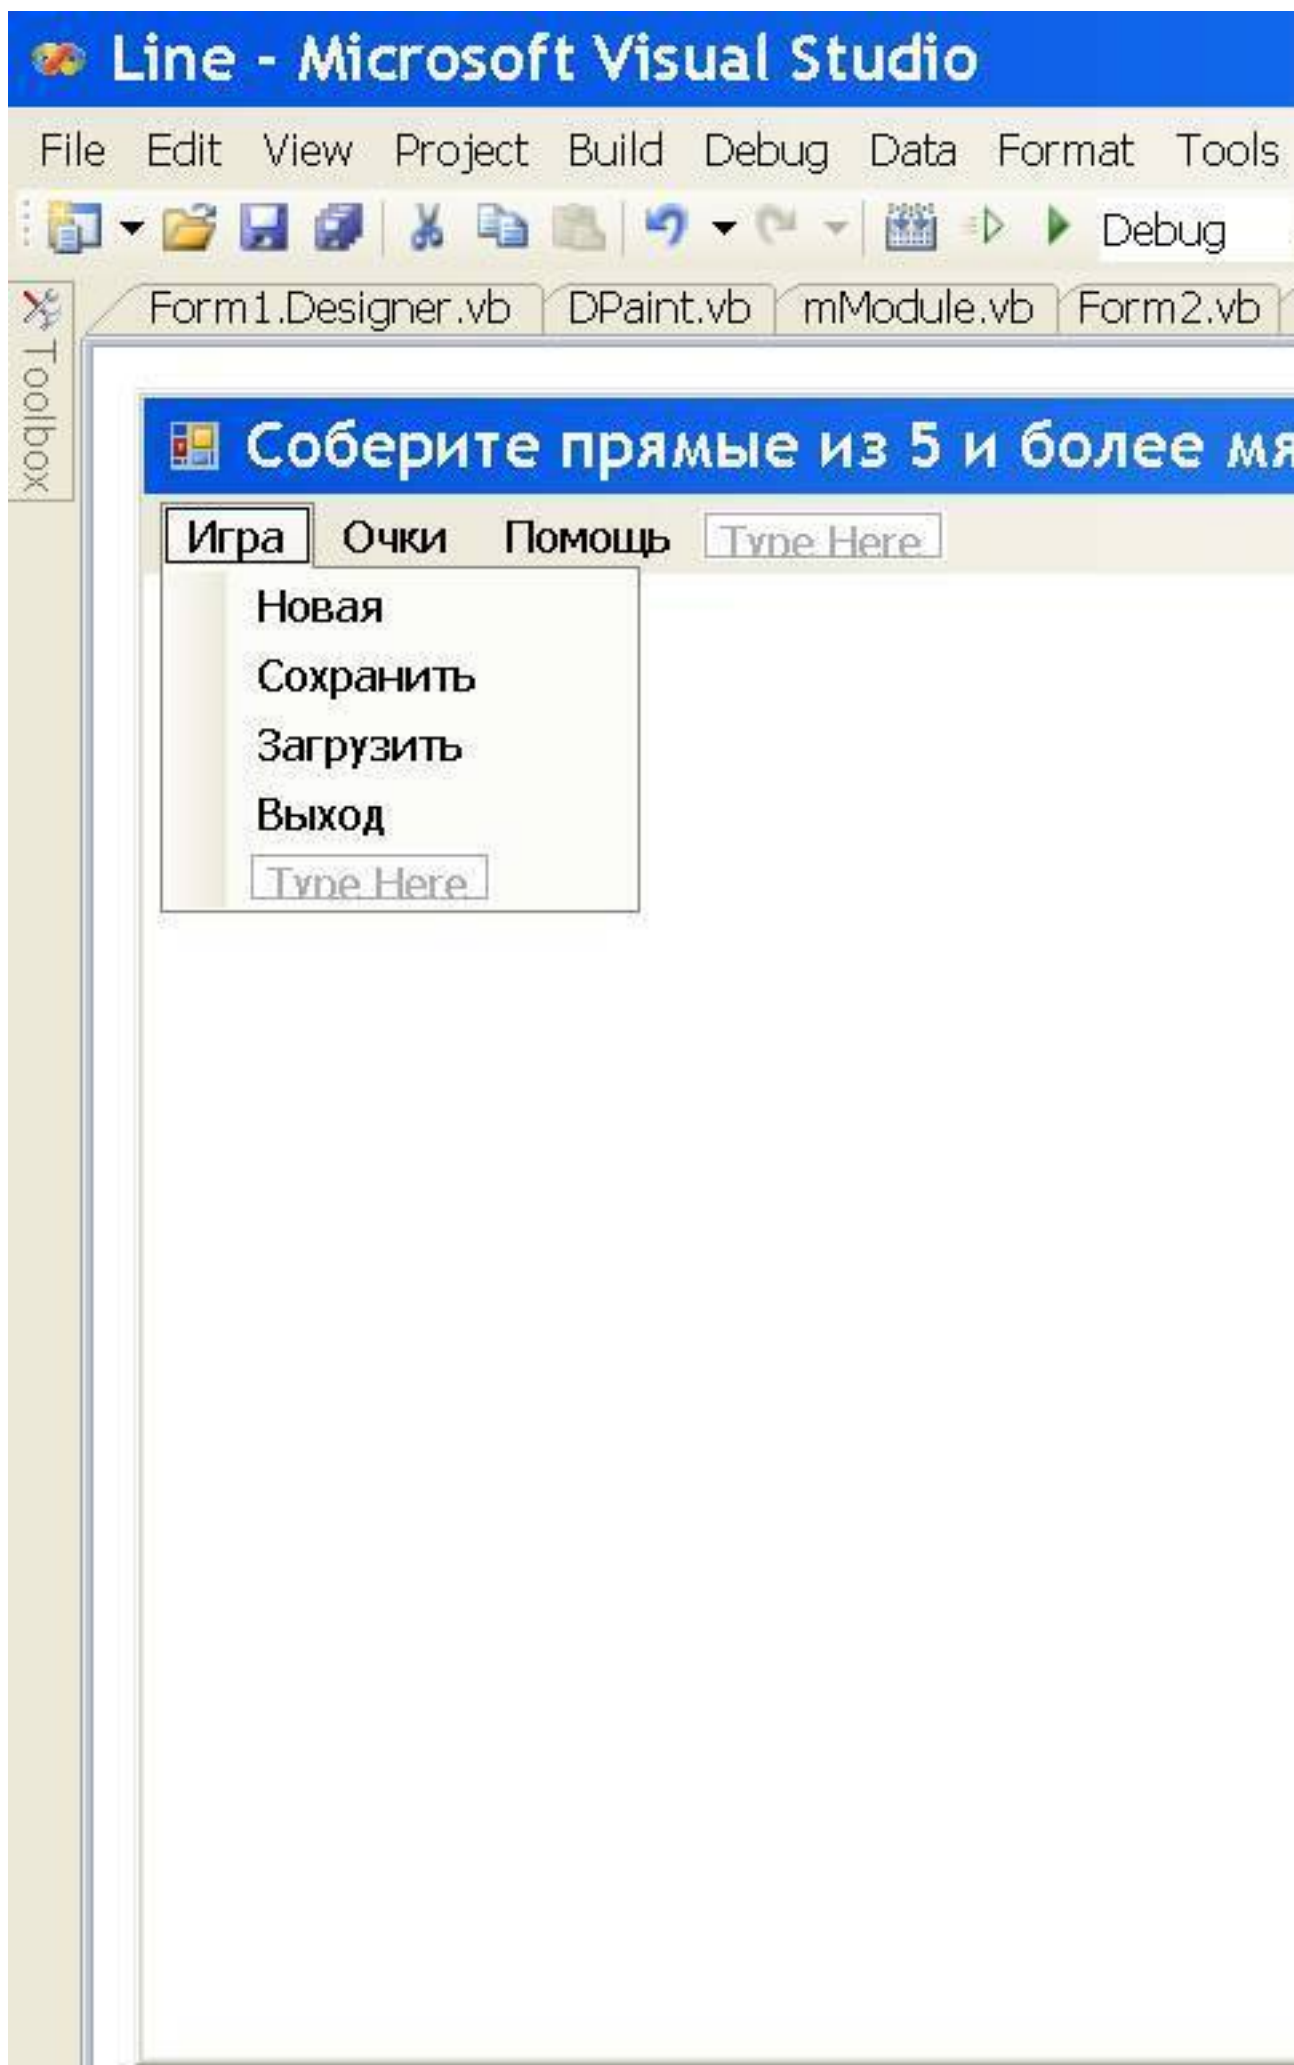 Line - Microsoft Visual Studio
File Edit View Project Build Debug Data Format Tools
Debug
Form1.Designer.vb DPaint.vb mModule.vb Form2.vb
Toolbox
Соберите прямые из 5 и более мя
Игра Очки Помощь Type Here
Новая
Сохранить
Загрузить
Выход
Type Here